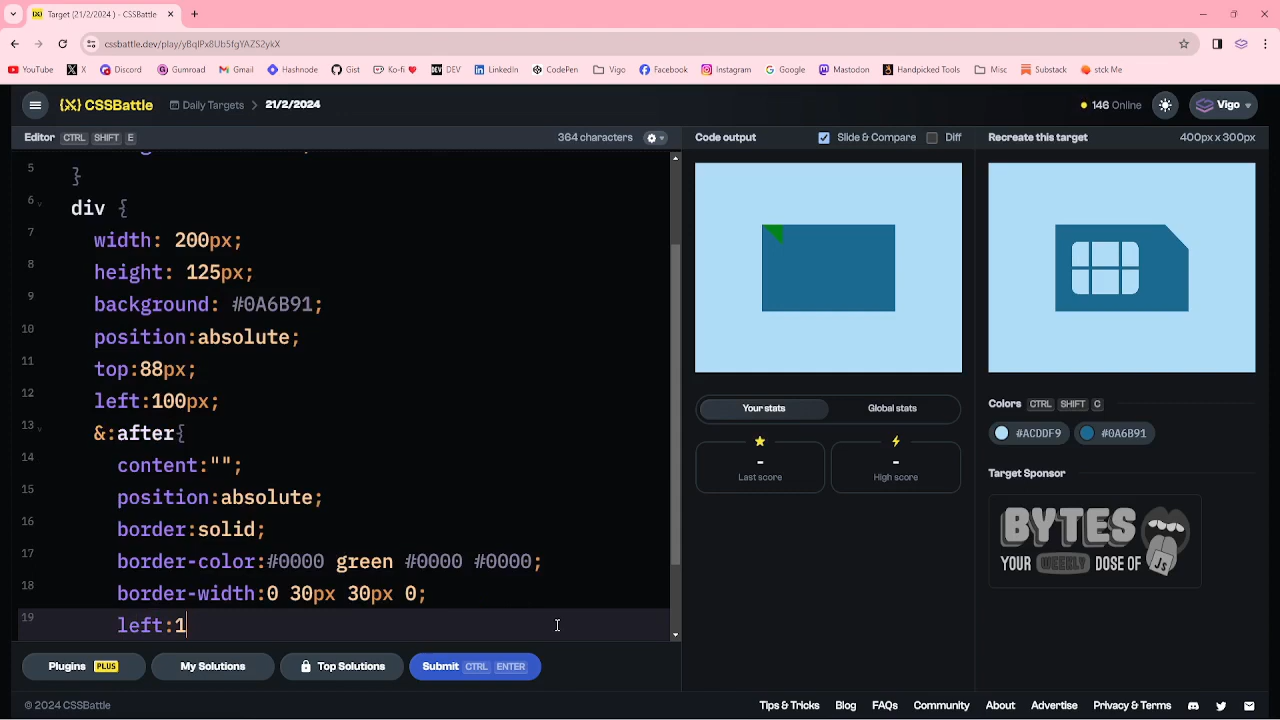 Target (21/2/2024 ) - CSSBattle
cssbattle.dev/play/yBqIPx8Ub5fgYAZS2ykX
YouTube X Discord Gumroad Gmail Hashnode Gist Ko-fi DEV LinkedIn CodePen Vigo Facebook Instagram Google Mastodon Handpicked Tools Misc Substack stck Me
{X} CSSBattle Daily Targets > 21/2/2024 146 Online Vigo
Editor CTRL SHIFT E 364 characters Code output Slide & Compare Diff Recreate this target 400px x 300px
5 }
6 div {
7 width: 200px;
8 height: 125px;
9 background: #0A6B91;
10 position:absolute;
11 top:88px;
12 left:100px;
13 &:after{
14 content:"";
15 position:absolute;
16 border:solid;
17 border-color:#0000 green #0000 #0000;
18 border-width:0 30px 30px 0;
19 left:1
Your stats Global stats
- -
Last score High score
Colors CTRL SHIFT C
#ACDDF9 #0A6B91
Target Sponsor
BYTES
YOUR WEEKLY DOSE OF JS
Plugins PLUS My Solutions Top Solutions Submit CTRL ENTER
© 2024 CSSBattle Tips & Tricks Blog FAQs Community About Advertise Privacy & Terms